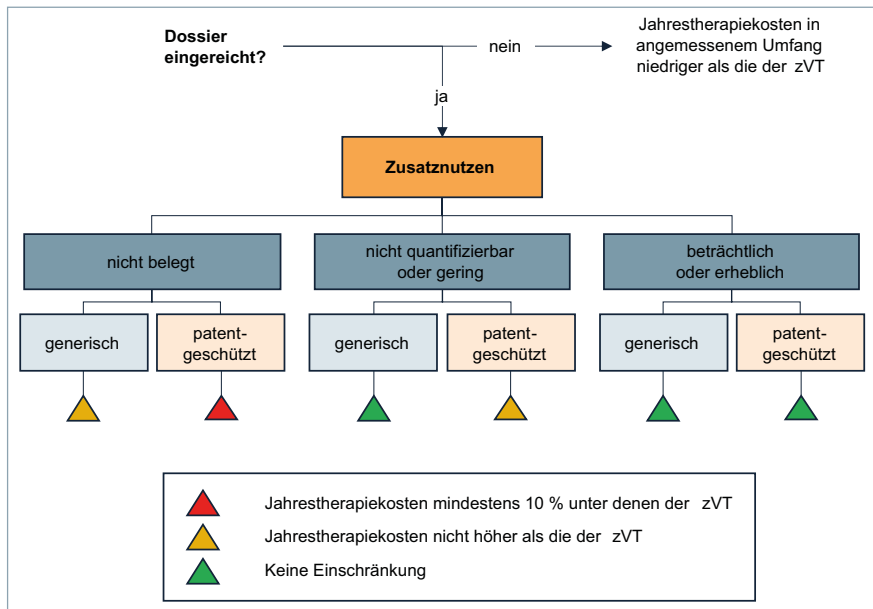 Dossier
eingereicht?
nein
Jahrestherapiekosten in
angemessenem Umfang
niedriger als die der zVT
ja
Zusatznutzen
nicht belegt
nicht quantifizierbar
oder gering
beträchtlich
oder erheblich
generisch
patent-
geschützt
generisch
patent-
geschützt
generisch
patent-
geschützt
Jahrestherapiekosten mindestens 10 % unter denen der zVT
Jahrestherapiekosten nicht höher als die der zVT
Keine Einschränkung